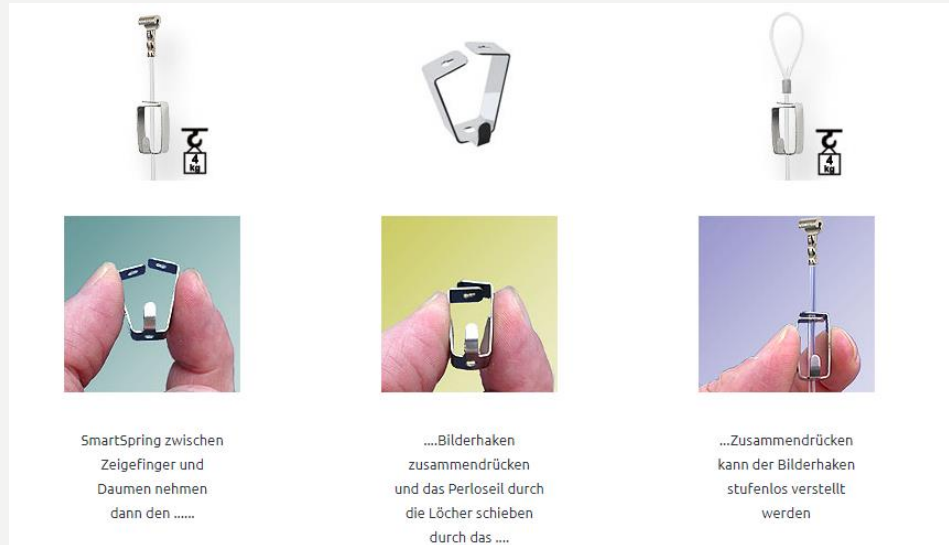 4
kg
4
kg
SmartSpring zwischen
Zeigefinger und
Daumen nehmen
dann den ......
....Bilderhaken
zusammendrücken
und das Perloseil durch
die Löcher schieben
durch das ....
...Zusammendrücken
kann der Bilderhaken
stufenlos verstellt
werden